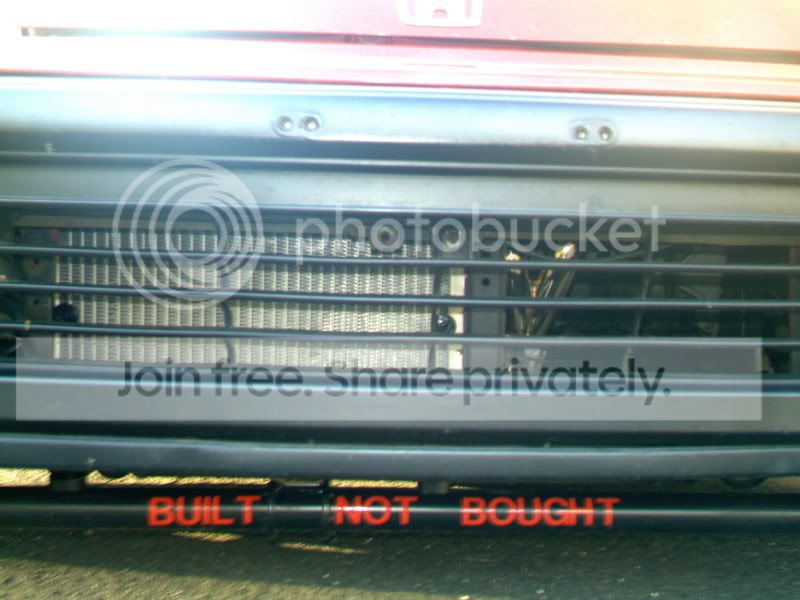 photobucket
Join free. Share privately.
BUILT NOT BOUGHT